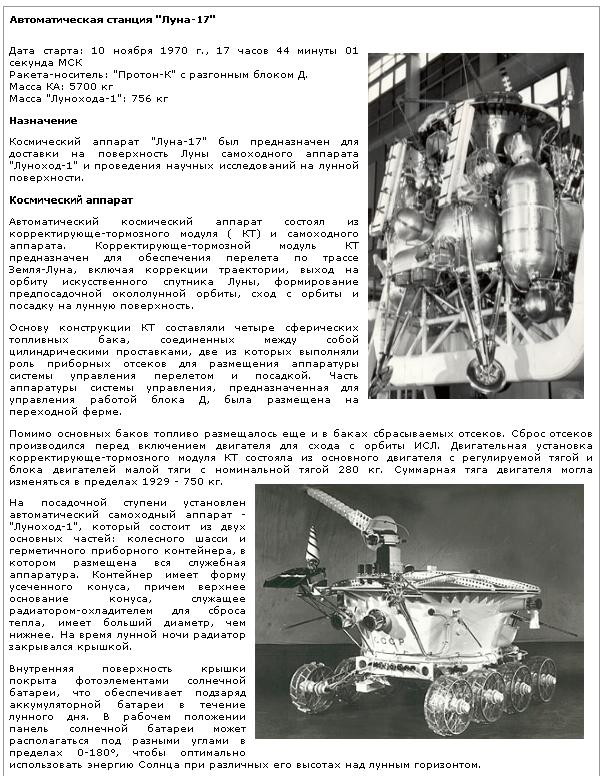 Автоматическая станция "Луна-17"
Дата старта: 10 ноября 1970 г., 17 часов 44 минуты 01
секунда МСК
Ракета-носитель: "Протон-К" с разгонным блоком Д.
Масса КА: 5700 кг
Масса "Лунохода-1": 756 кг
Назначение
Космический аппарат "Луна-17" был предназначен для
доставки на поверхность Луны самоходного аппарата
"Луноход-1" и проведения научных исследований на лунной
поверхности.
Космический аппарат
Автоматический космический аппарат состоял из
корректирующе-тормозного модуля ( КТ) и самоходного
аппарата. Корректирующе-тормозной модуль КТ
предназначен для обеспечения перелета по трассе
Земля-Луна, включая коррекции траектории, выход на
орбиту искусственного спутника Луны, формирование
предпосадочной окололунной орбиты, сход с орбиты и
посадку на лунную поверхность.
Основу конструкции КТ составляли четыре сферических
топливных бака, соединенных между собой
цилиндрическими проставками, две из которых выполняли
роль приборных отсеков для размещения аппаратуры
системы управления перелетом и посадкой. Часть
аппаратуры системы управления, предназначенная для
управления работой блока Д, была размещена на
переходной ферме.
Помимо основных баков топливо размещалось еще и в баках сбрасываемых отсеков. Сброс отсеков
производился перед включением двигателя для схода с орбиты ИСЛ. Двигательная установка
корректирующе-тормозного модуля КТ состояла из основного двигателя с регулируемой тягой и
блока двигателей малой тяги с номинальной тягой 280 кг. Суммарная тяга двигателя могла
изменяться в пределах 1929 - 750 кг.
На посадочной ступени установлен
автоматический самоходный аппарат -
"Луноход-1", который состоит из двух
основных частей: колесного шасси и
герметичного приборного контейнера, в
котором размещена вся служебная
аппаратура. Контейнер имеет форму
усеченного конуса, причем верхнее
основание конуса, служащее
радиатором-охладителем для сброса
тепла, имеет больший диаметр, чем
нижнее. На время лунной ночи радиатор
закрывался крышкой.
Внутренняя поверхность крышки
покрыта фотоэлементами солнечной
батареи, что обеспечивает подзаряд
аккумуляторной батареи в течение
лунного дня. В рабочем положении
панель солнечной батареи может
располагаться под разными углами в
пределах 0-180°, чтобы оптимально
использовать энергию Солнца при различных его высотах над лунным горизонтом.
СССР